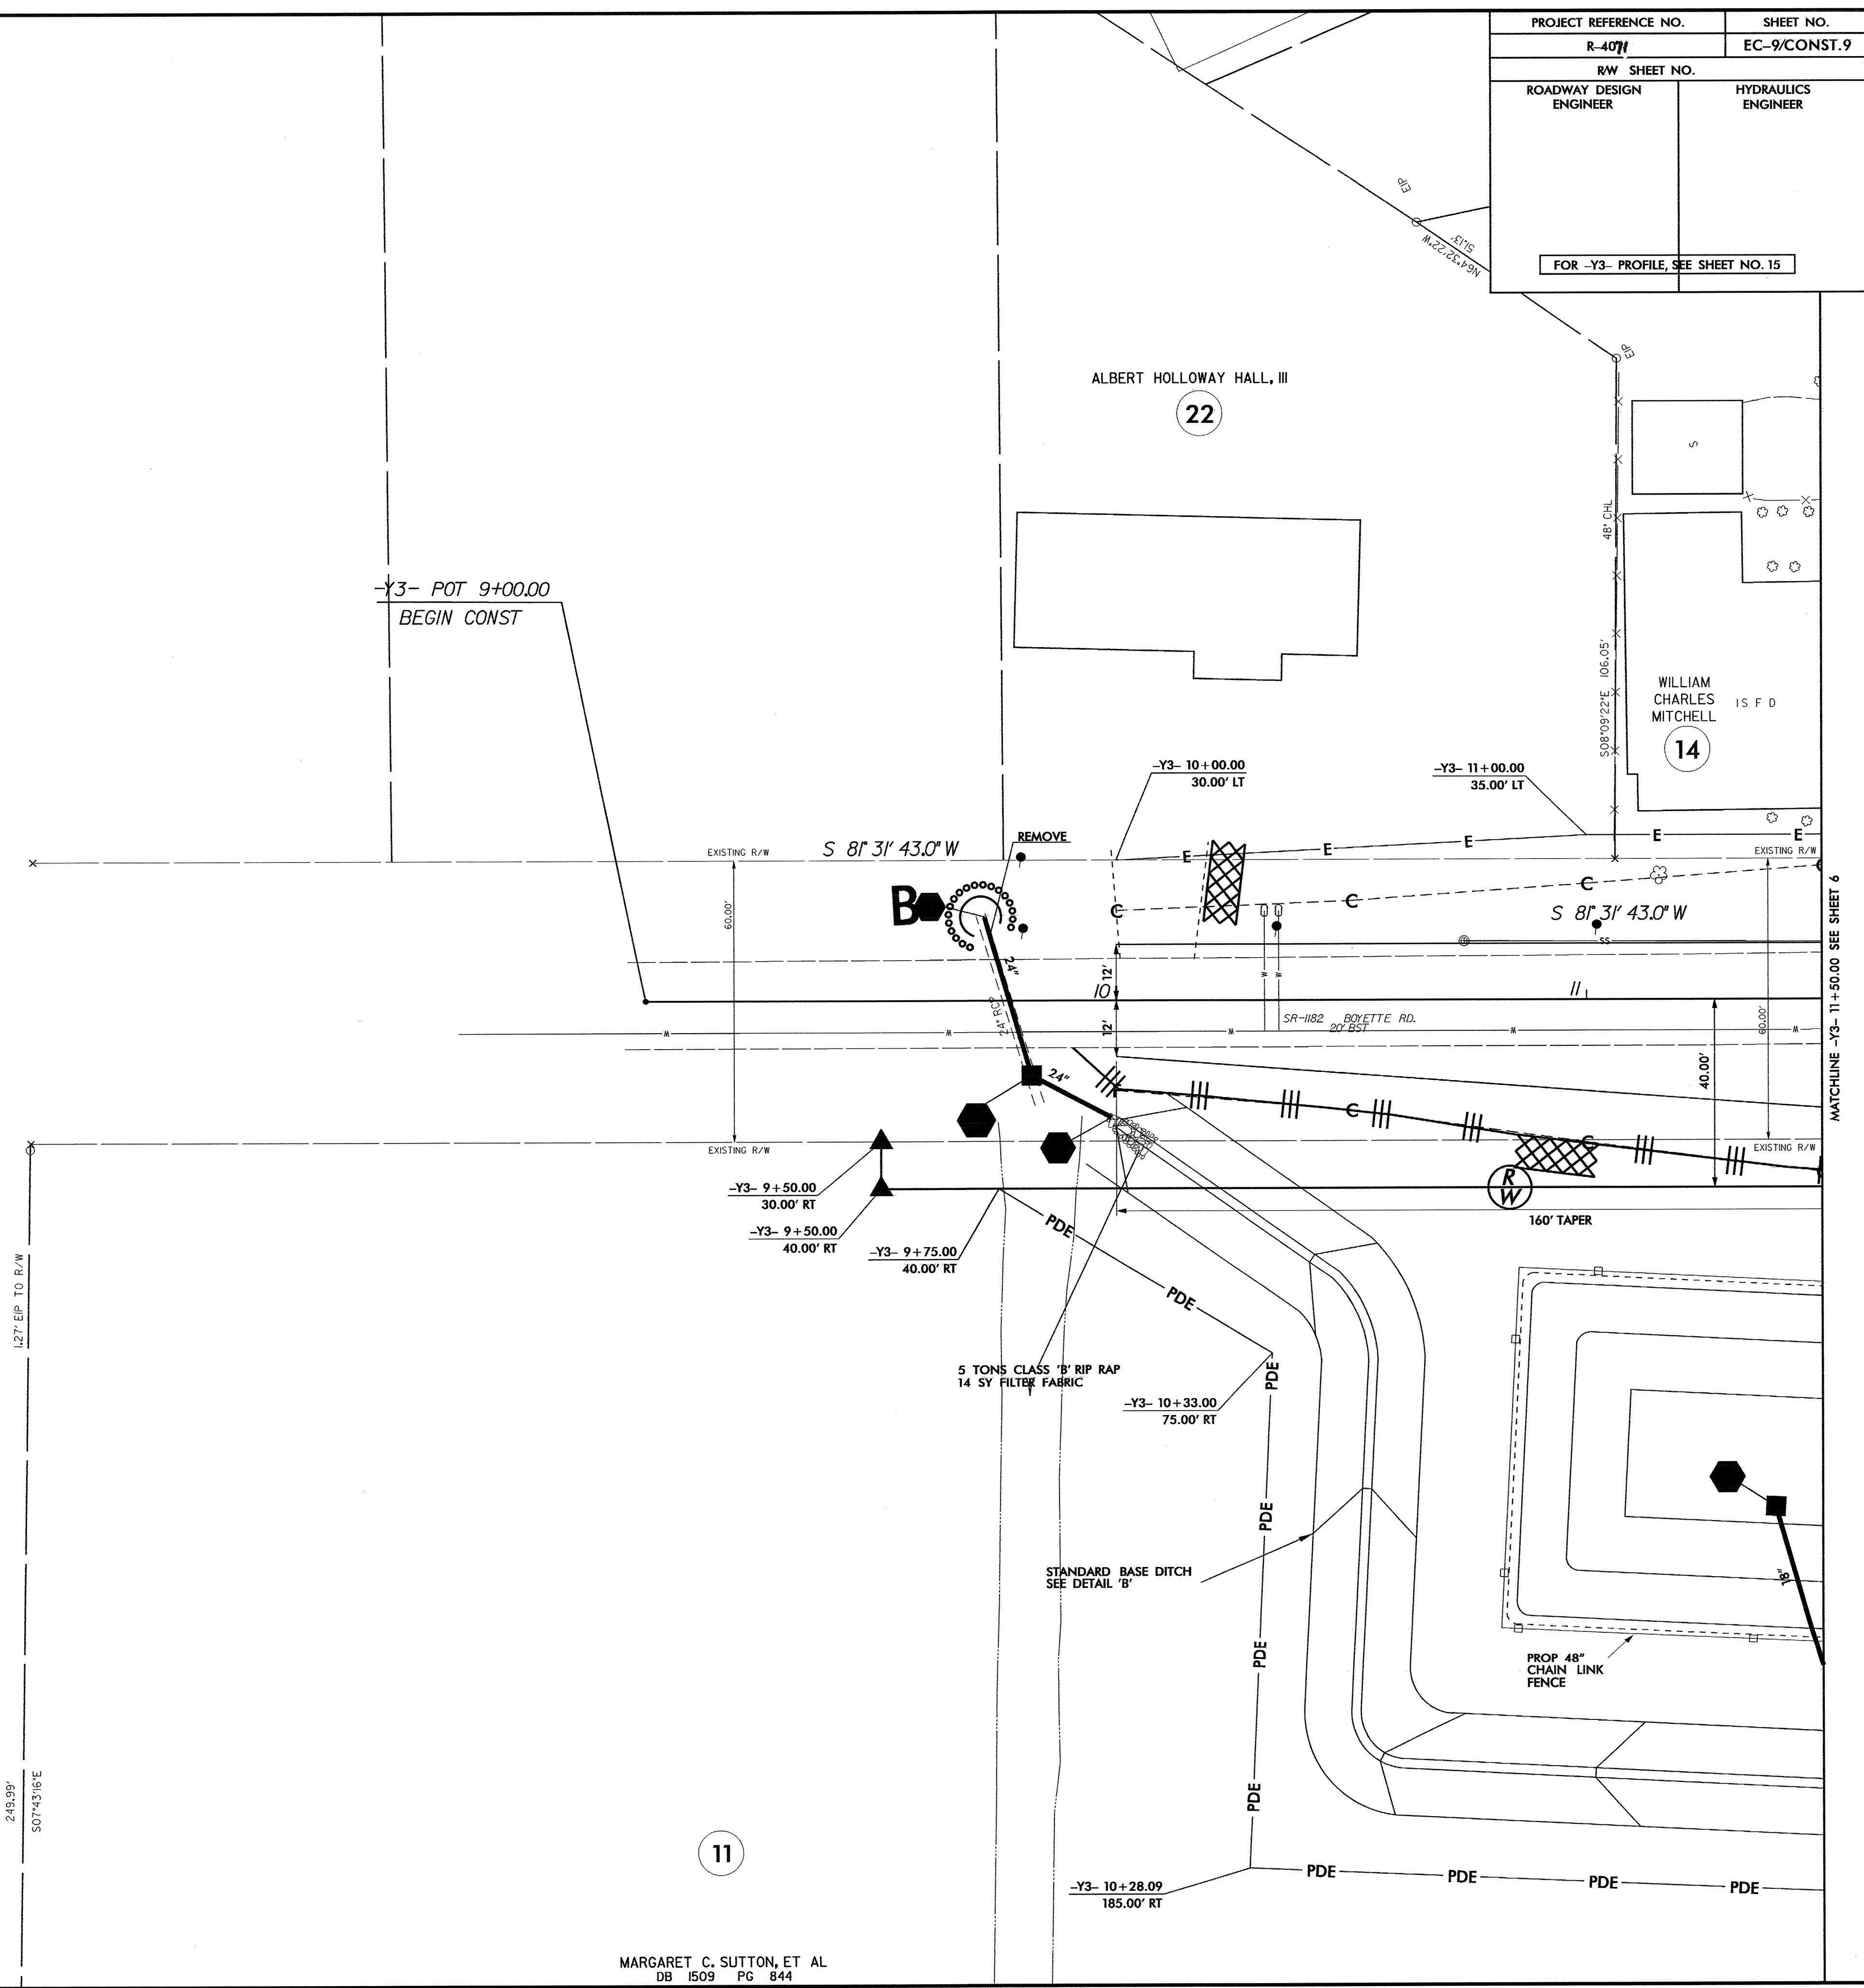 PROJECT REFERENCE NO.
SHEET NO.
R-4071
EC-9/CONST.9
R/W SHEET NO.
ROADWAY DESIGN
ENGINEER
HYDRAULICS
ENGINEER
FOR -Y3- PROFILE, SEE SHEET NO. 15
EIP
N64°32'22"W
51.13'
EIP
ALBERT HOLLOWAY HALL, III
22
S
48" CHL
S08°09'22"E 106.05'
-Y3- POT 9+00.00
BEGIN CONST
WILLIAM
CHARLES
MITCHELL
1S F D
14
-Y3- 10+00.00
30.00' LT
-Y3- 11+00.00
35.00' LT
REMOVE
EXISTING R/W
S 81° 31' 43.0" W
E
E
E
E
E
EXISTING R/W
60.00'
B
C
C
C
S 81° 31' 43.0" W
SS
24"
24" RCP
12'
10
11
W
W
12'
SR-1182 BOYETTE RD.
20' BST
W
W
W
W
W
60.00'
40.00'
MATCHLINE -Y3- 11+50.00 SEE SHEET 6
24"
C
C
EXISTING R/W
EXISTING R/W
-Y3- 9+50.00
30.00' RT
-Y3- 9+50.00
40.00' RT
-Y3- 9+75.00
40.00' RT
R
W
160' TAPER
PDE
PDE
1.27' EIP TO R/W
5 TONS CLASS 'B' RIP RAP
14 SY FILTER FABRIC
PDE
-Y3- 10+33.00
75.00' RT
PDE
STANDARD BASE DITCH
SEE DETAIL 'B'
18"
PDE
PROP 48"
CHAIN LINK
FENCE
249.99'
S07°43'16"E
PDE
11
PDE
PDE
PDE
PDE
-Y3- 10+28.09
185.00' RT
MARGARET C. SUTTON, ET AL
DB 1509 PG 844